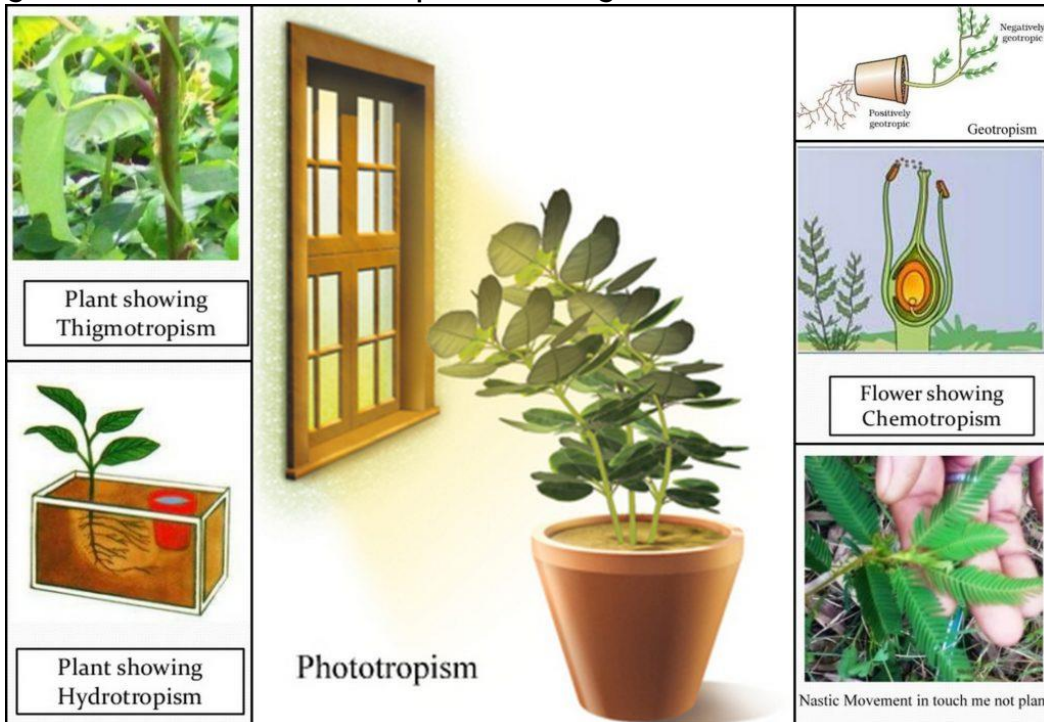 Plant showing
Thigmotropism
Plant showing
Hydrotropism
Phototropism
Negatively
geotropic
Positively
geotropic
Geotropism
Flower showing
Chemotropism
Nastic Movement in touch me not plan